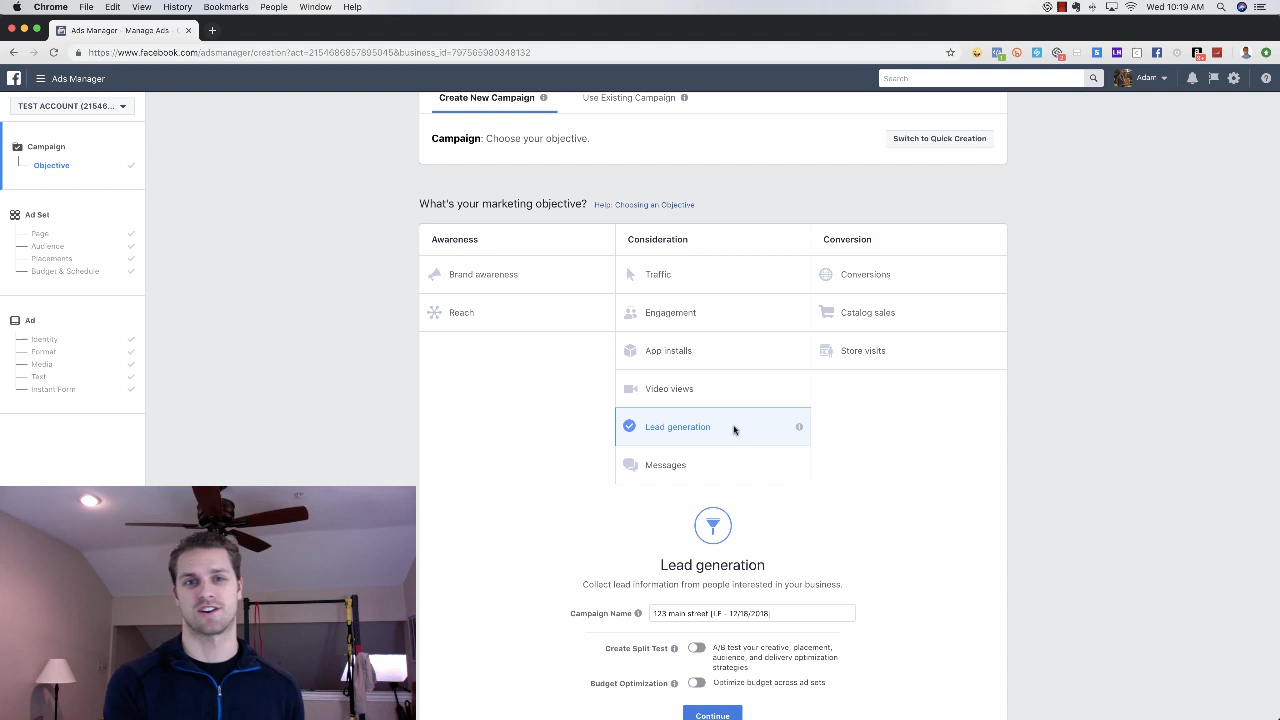 Chrome File Edit View History Bookmarks People Window Help
Wed 10:19 AM
Ads Manager - Manage Ads - C
https://www.facebook.com/adsmanager/creation?act=2154686857895045&business_id=797565980348132
Ads Manager
Search
Adam
TEST ACCOUNT (21546...
Create New Campaign
Use Existing Campaign
Campaign: Choose your objective.
Switch to Quick Creation
Campaign
Objective
Ad Set
Page
Audience
Placements
Budget & Schedule
Ad
Identity
Format
Media
Text
Instant Form
What's your marketing objective? Help: Choosing an Objective
Awareness
Consideration
Conversion
Brand awareness
Traffic
Conversions
Reach
Engagement
Catalog sales
App installs
Store visits
Video views
Lead generation
Messages
Lead generation
Collect lead information from people interested in your business.
Campaign Name
123 main street [LF - 12/18/2018]
Create Split Test
A/B test your creative, placement,
audience, and delivery optimization
strategies
Budget Optimization
Optimize budget across ad sets
Continue